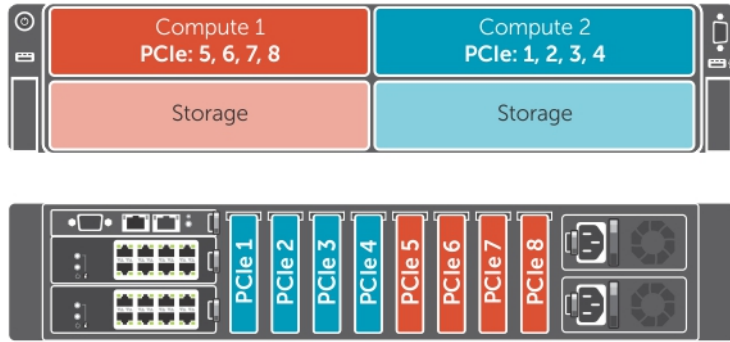 Compute 1
PCIe: 5, 6, 7, 8
Compute 2
PCIe: 1, 2, 3, 4
Storage
Storage
PCIe 1
PCIe 2
PCIe 3
PCIe 4
PCIe 5
PCIe 6
PCIe 7
PCIe 8